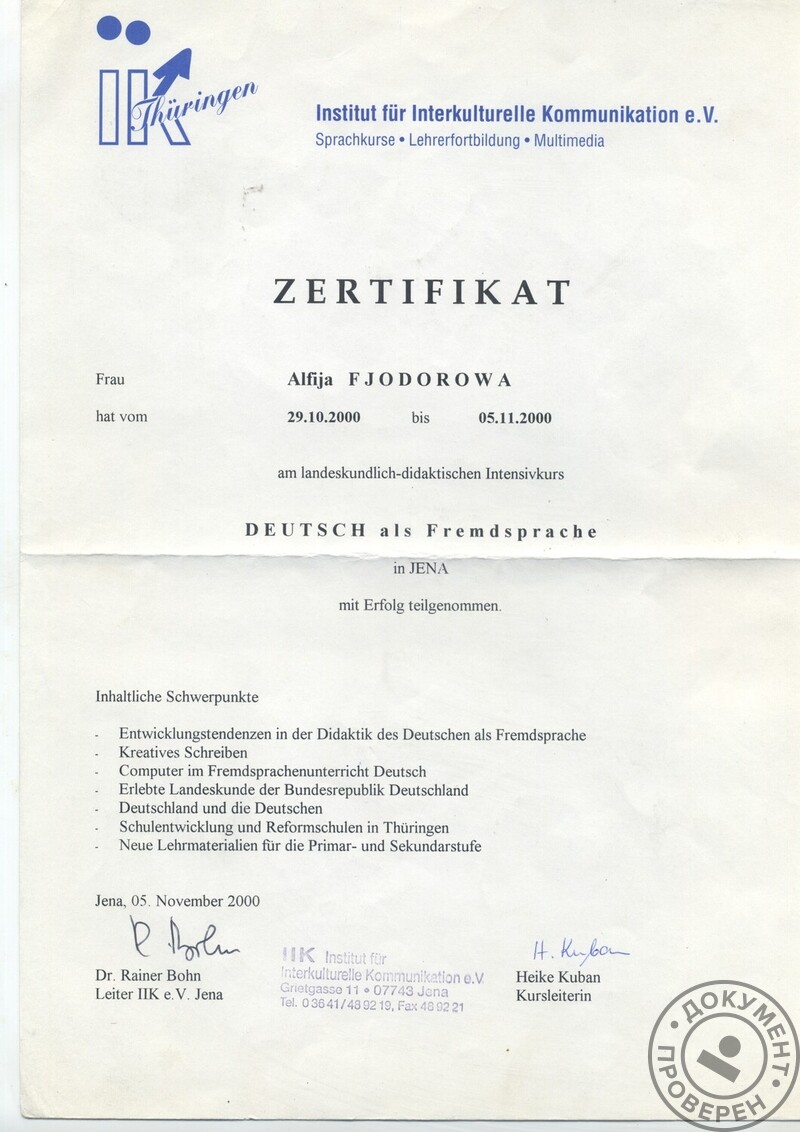 IIK Thüringen
Institut für Interkulturelle Kommunikation e.V.
Sprachkurse • Lehrerfortbildung • Multimedia
ZERTIFIKAT
Frau Alfija FJODOROWA
hat vom 29.10.2000 bis 05.11.2000
am landeskundlich-didaktischen Intensivkurs
DEUTSCH als Fremdsprache
in JENA
mit Erfolg teilgenommen.
Inhaltliche Schwerpunkte
- Entwicklungstendenzen in der Didaktik des Deutschen als Fremdsprache
- Kreatives Schreiben
- Computer im Fremdsprachenunterricht Deutsch
- Erlebte Landeskunde der Bundesrepublik Deutschland
- Deutschland und die Deutschen
- Schulentwicklung und Reformschulen in Thüringen
- Neue Lehrmaterialien für die Primar- und Sekundarstufe
Jena, 05. November 2000
R. Bohn
H. Kuban
Dr. Rainer Bohn
Leiter IIK e.V. Jena
IIK Institut für
Interkulturelle Kommunikation e.V.
Grietgasse 11 • 07743 Jena
Tel. 03641/489219, Fax 489221
Heike Kuban
Kursleiterin
ДОКУМЕНТ
ПРОВЕРЕН